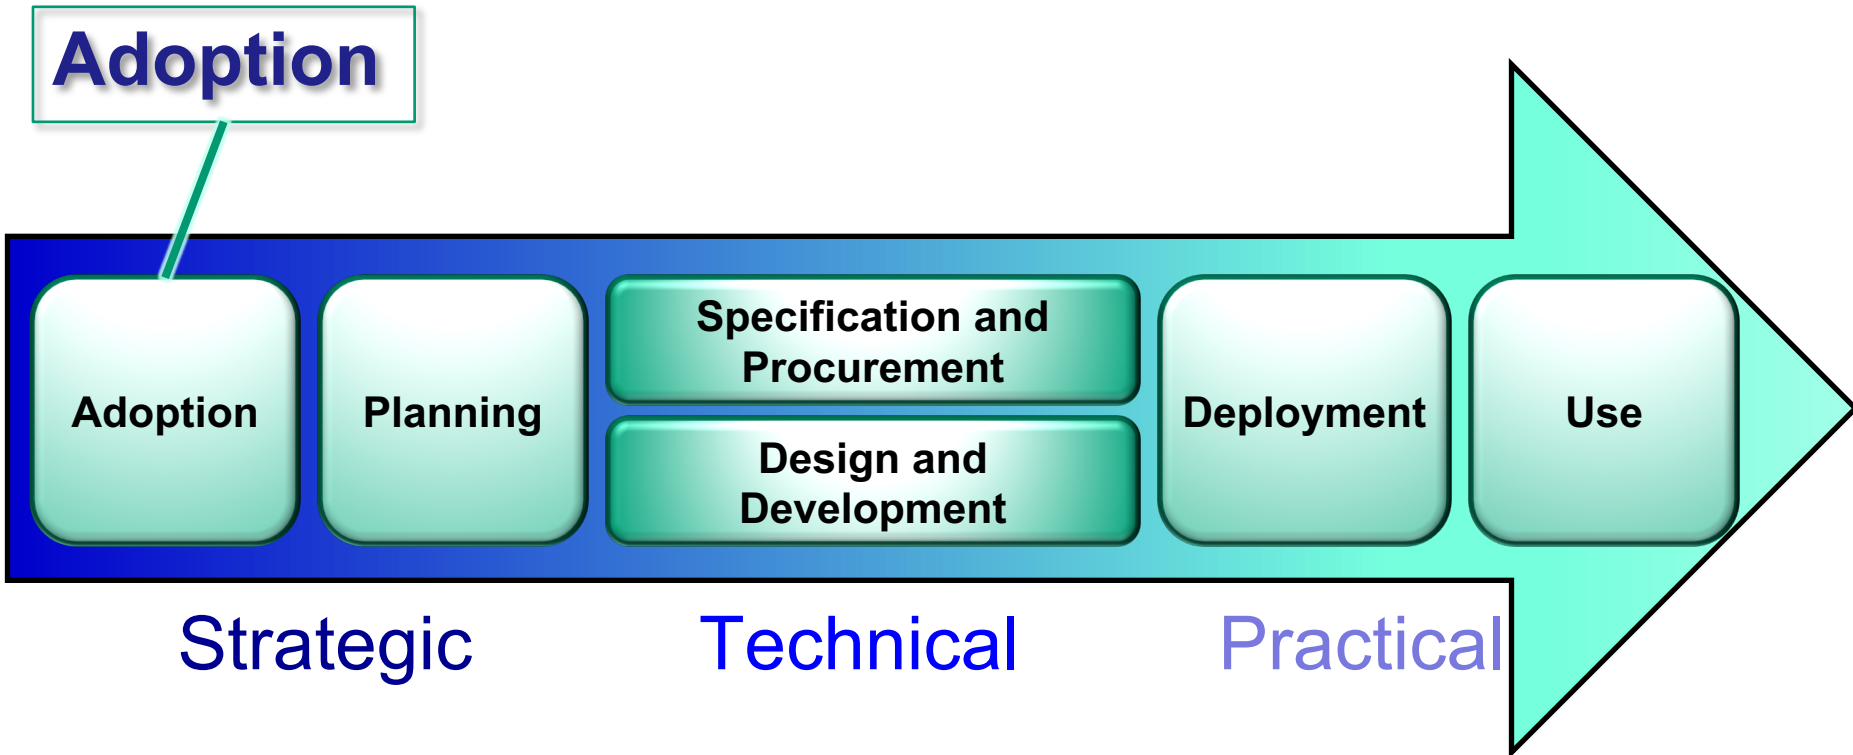 Adoption
Adoption
Planning
Specification and
Procurement
Design and
Development
Deployment
Use
Strategic
Technical
Practical